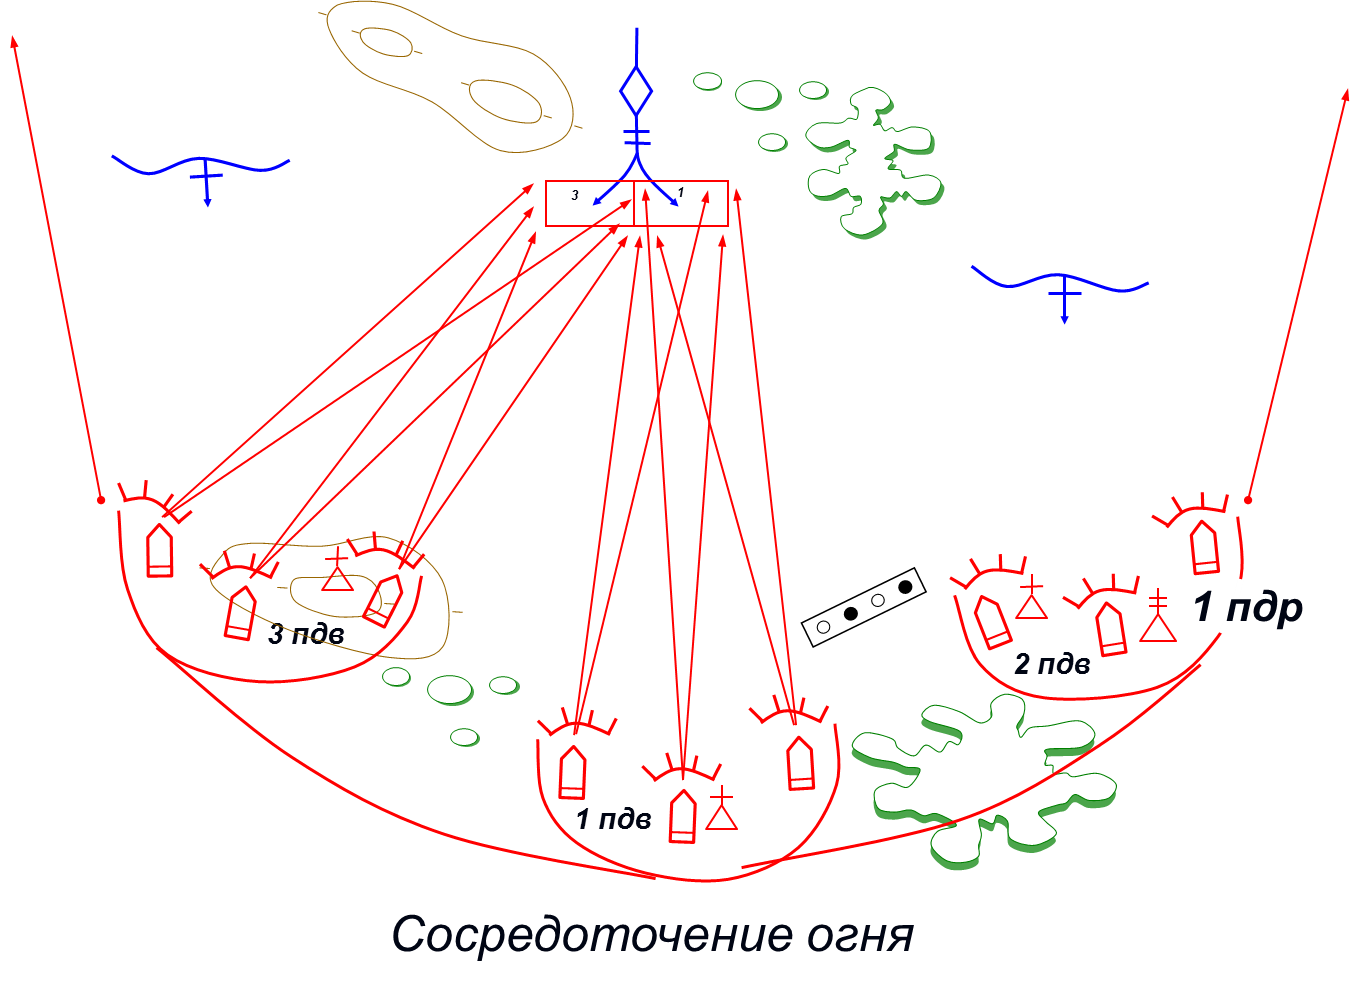 3 1
1 пдр
3 пдв
2 пдв
1 пдв
Сосредоточение огня